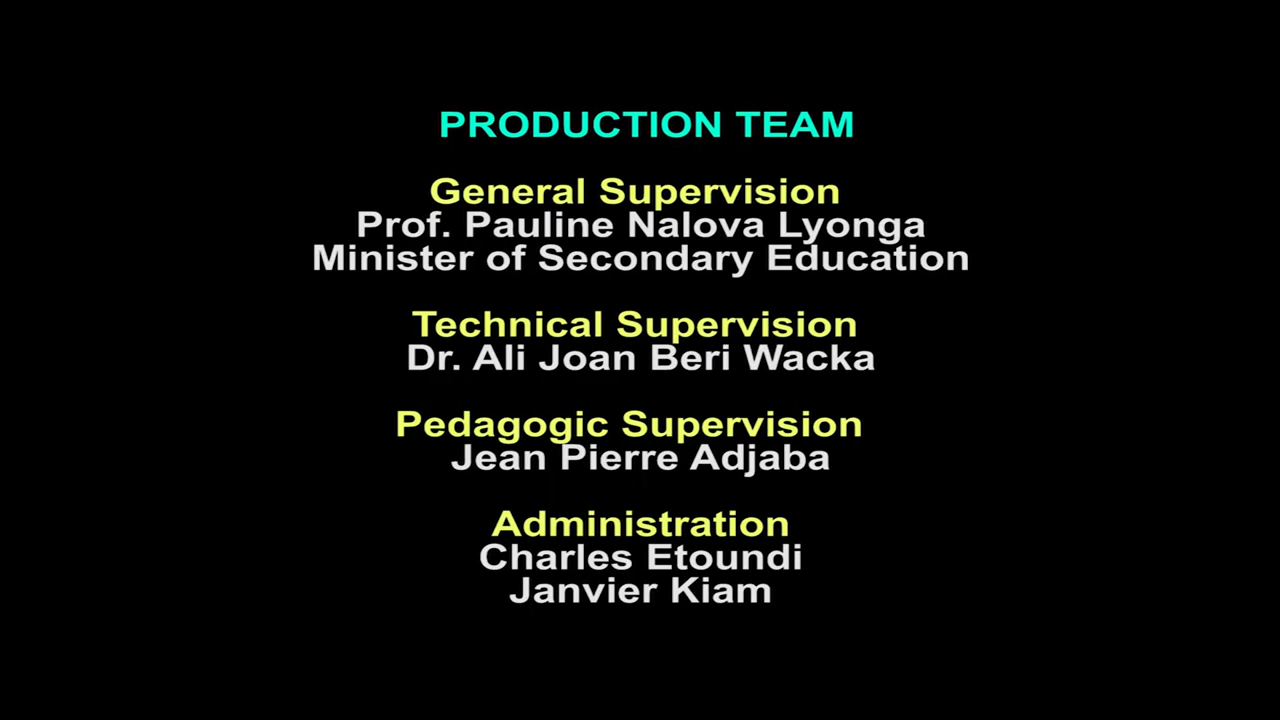 PRODUCTION TEAM
General Supervision
Prof. Pauline Nalova Lyonga
Minister of Secondary Education
Technical Supervision
Dr. Ali Joan Beri Wacka
Pedagogic Supervision
Jean Pierre Adjaba
Administration
Charles Etoundi
Janvier Kiam